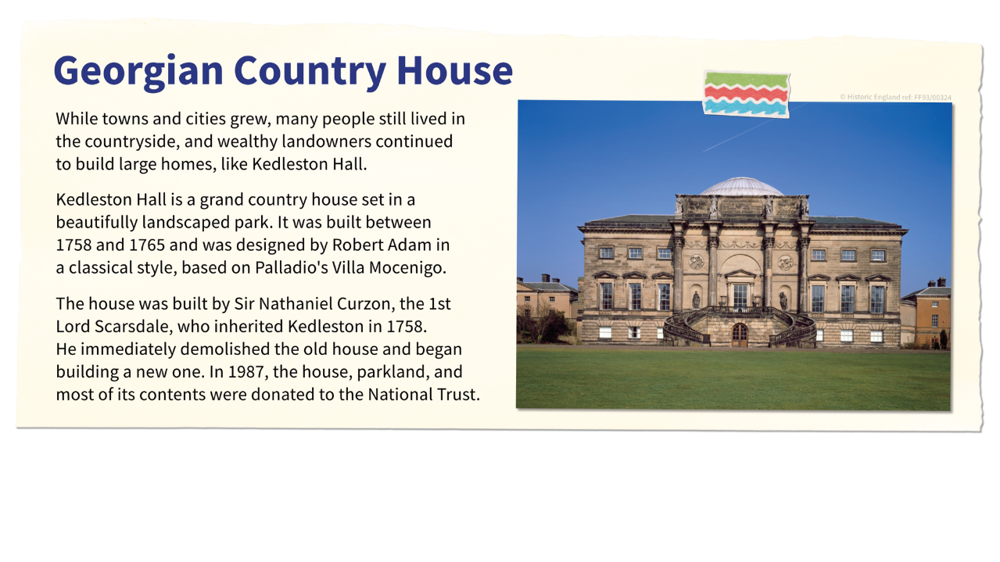 Georgian Country House
While towns and cities grew, many people still lived in
the countryside, and wealthy landowners continued
to build large homes, like Kedleston Hall.
Kedleston Hall is a grand country house set in a
beautifully landscaped park. It was built between
1758 and 1765 and was designed by Robert Adam in
a classical style, based on Palladio's Villa Mocenigo.
The house was built by Sir Nathaniel Curzon, the 1st
Lord Scarsdale, who inherited Kedleston in 1758.
He immediately demolished the old house and began
building a new one. In 1987, the house, parkland, and
most of its contents were donated to the National Trust.
© Historic England ref: FF93/00324